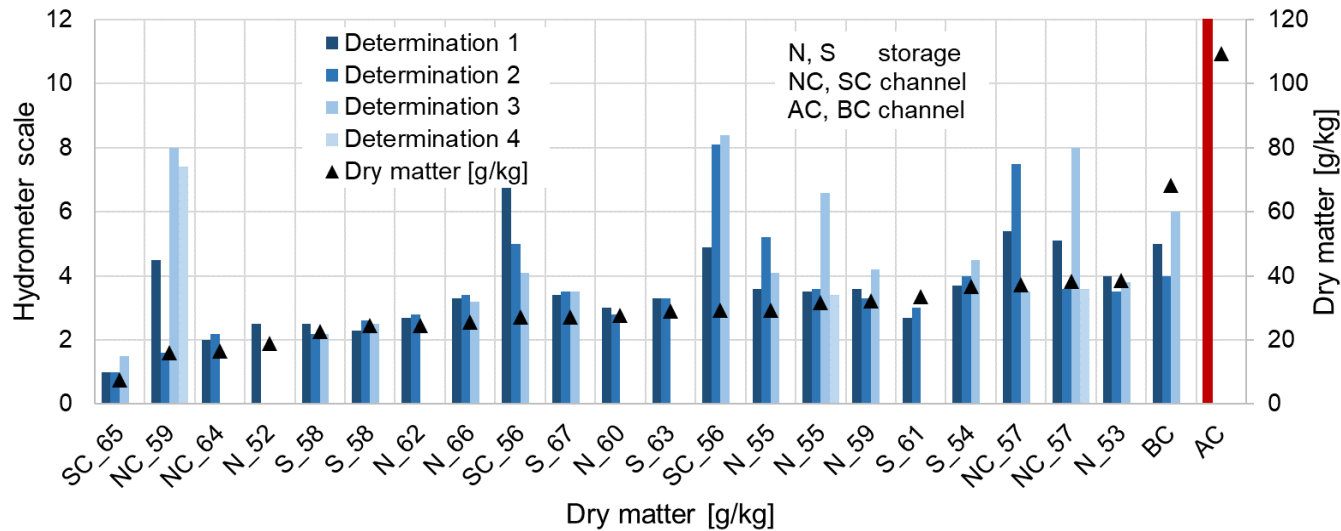 12
10
8
6
4
2
0
Hydrometer scale
Determination 1
Determination 2
Determination 3
Determination 4
Dry matter [g/kg]
N, S storage
NC, SC channel
AC, BC channel
120
100
80
60
40
20
0
Dry matter [g/kg]
SC_65
NC_59
NC_64
N_52
S_58
S_58
N_62
N_66
SC_56
S_67
N_60
S_63
SC_56
N_55
N_55
N_59
S_61
S_54
NC_57
NC_57
N_53
BC
AC
Dry matter [g/kg]